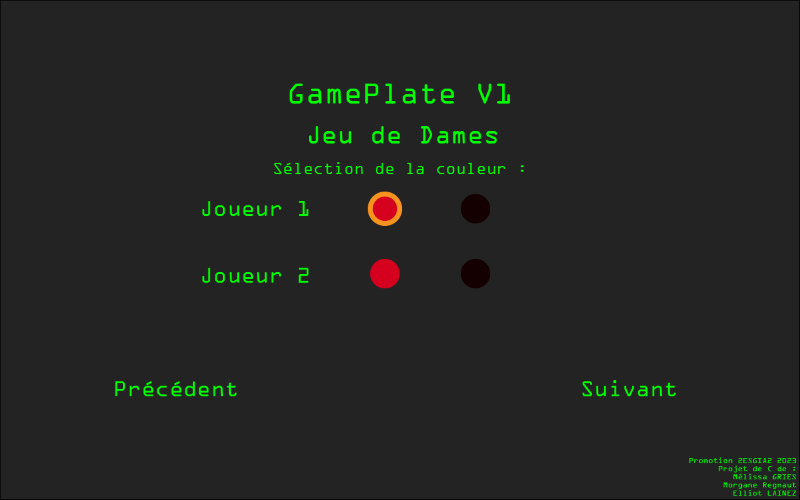 GamePlate V1
Jeu de Dames
Sélection de la couleur :
Joueur 1
Joueur 2
Précédent
Suivant
Promotion 2ESGIA2 2023
Projet de C de :
Mélissa GRIES
Morgane Regnaut
Elliot LAINEZ